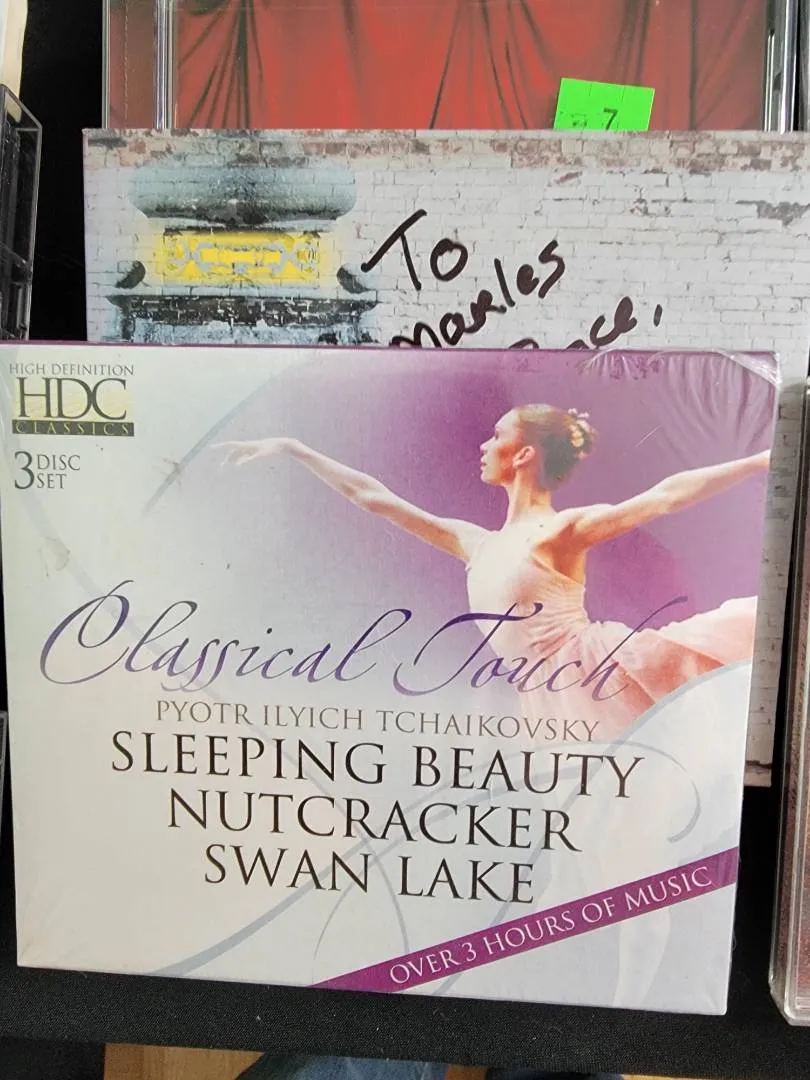 7
To
HIGH DEFINITION
HDC
CLASSICS
3 DISC
SET
Classical Touch
PYOTR ILYICH TCHAIKOVSKY
SLEEPING BEAUTY
NUTCRACKER
SWAN LAKE
OVER 3 HOURS OF MUSIC